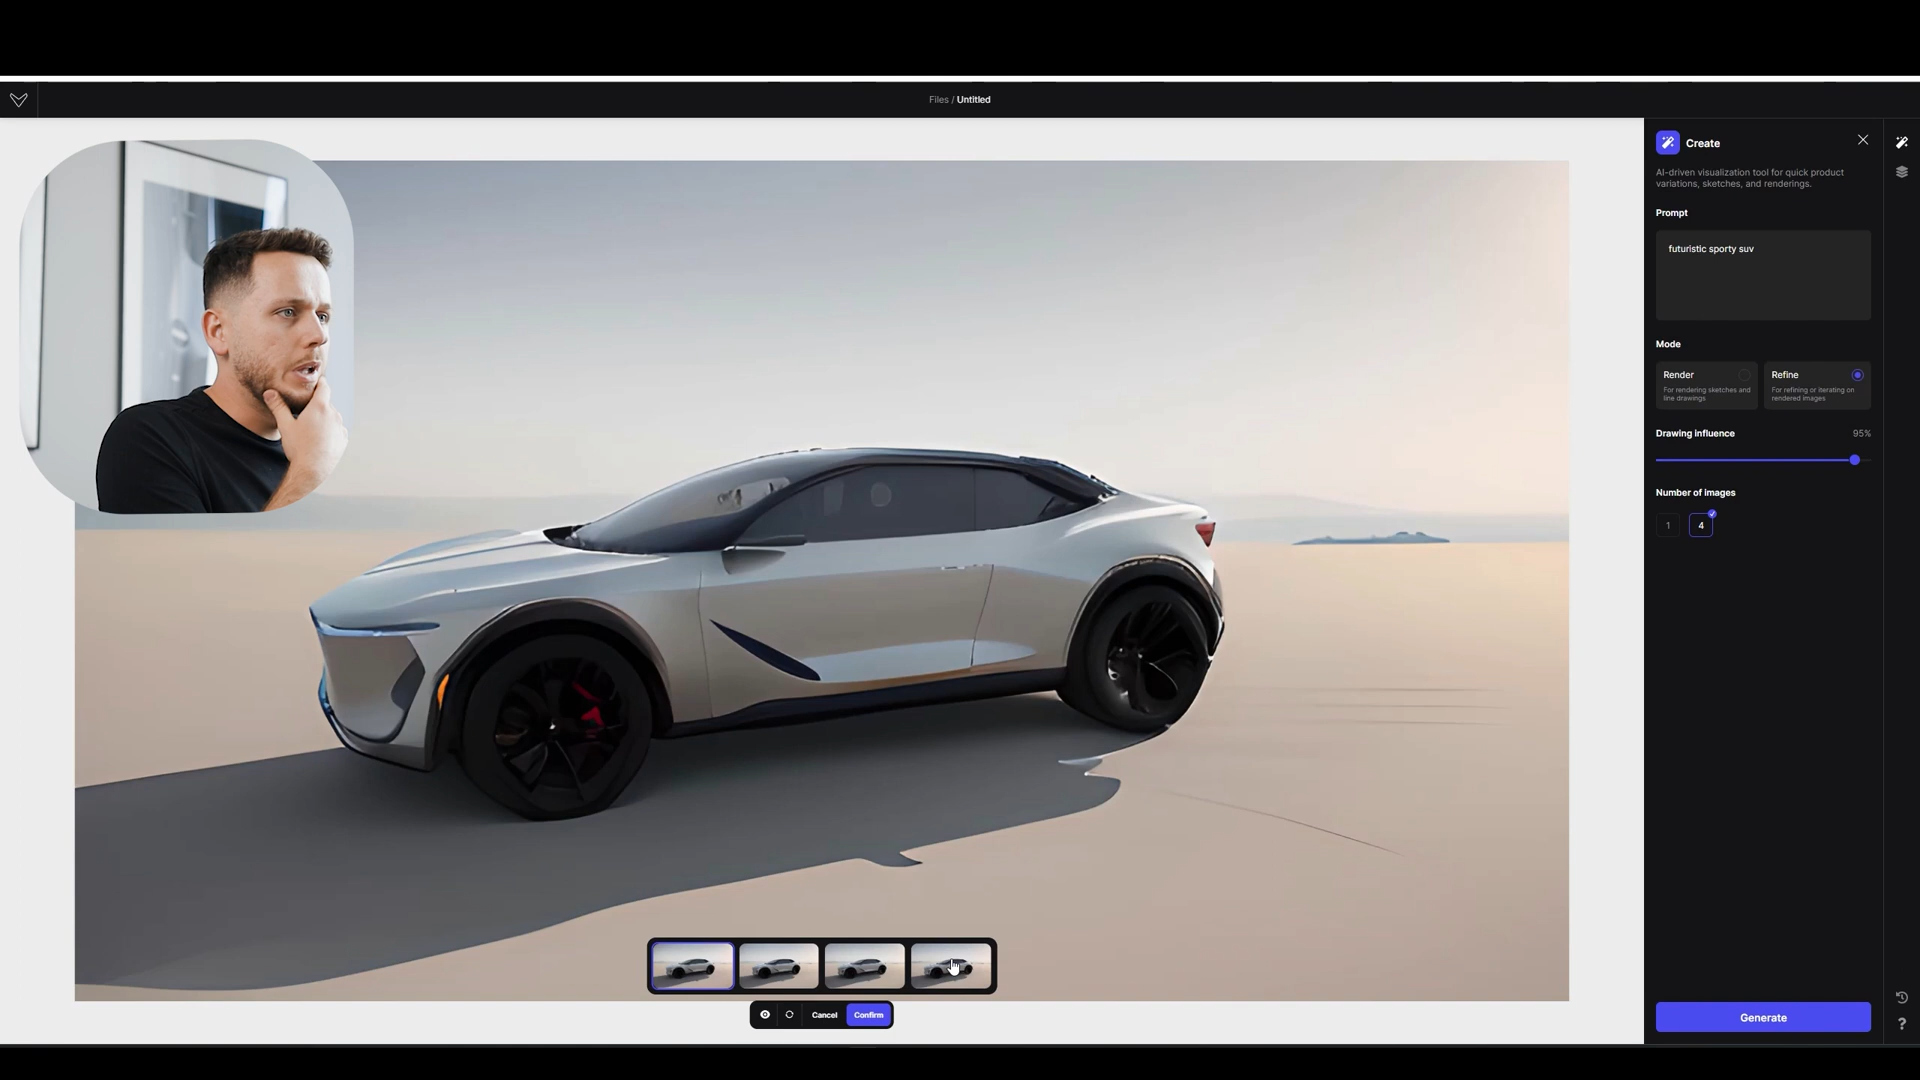 Files / Untitled
Create
AI-driven visualization tool for quick product
variations, sketches, and renderings.
Prompt
futuristic sporty suv
Mode
Render
For rendering sketches and
line drawings
Refine
For refining or iterating on
rendered images
Drawing influence 95%
Number of images
1 4
Cancel Confirm
Generate
?